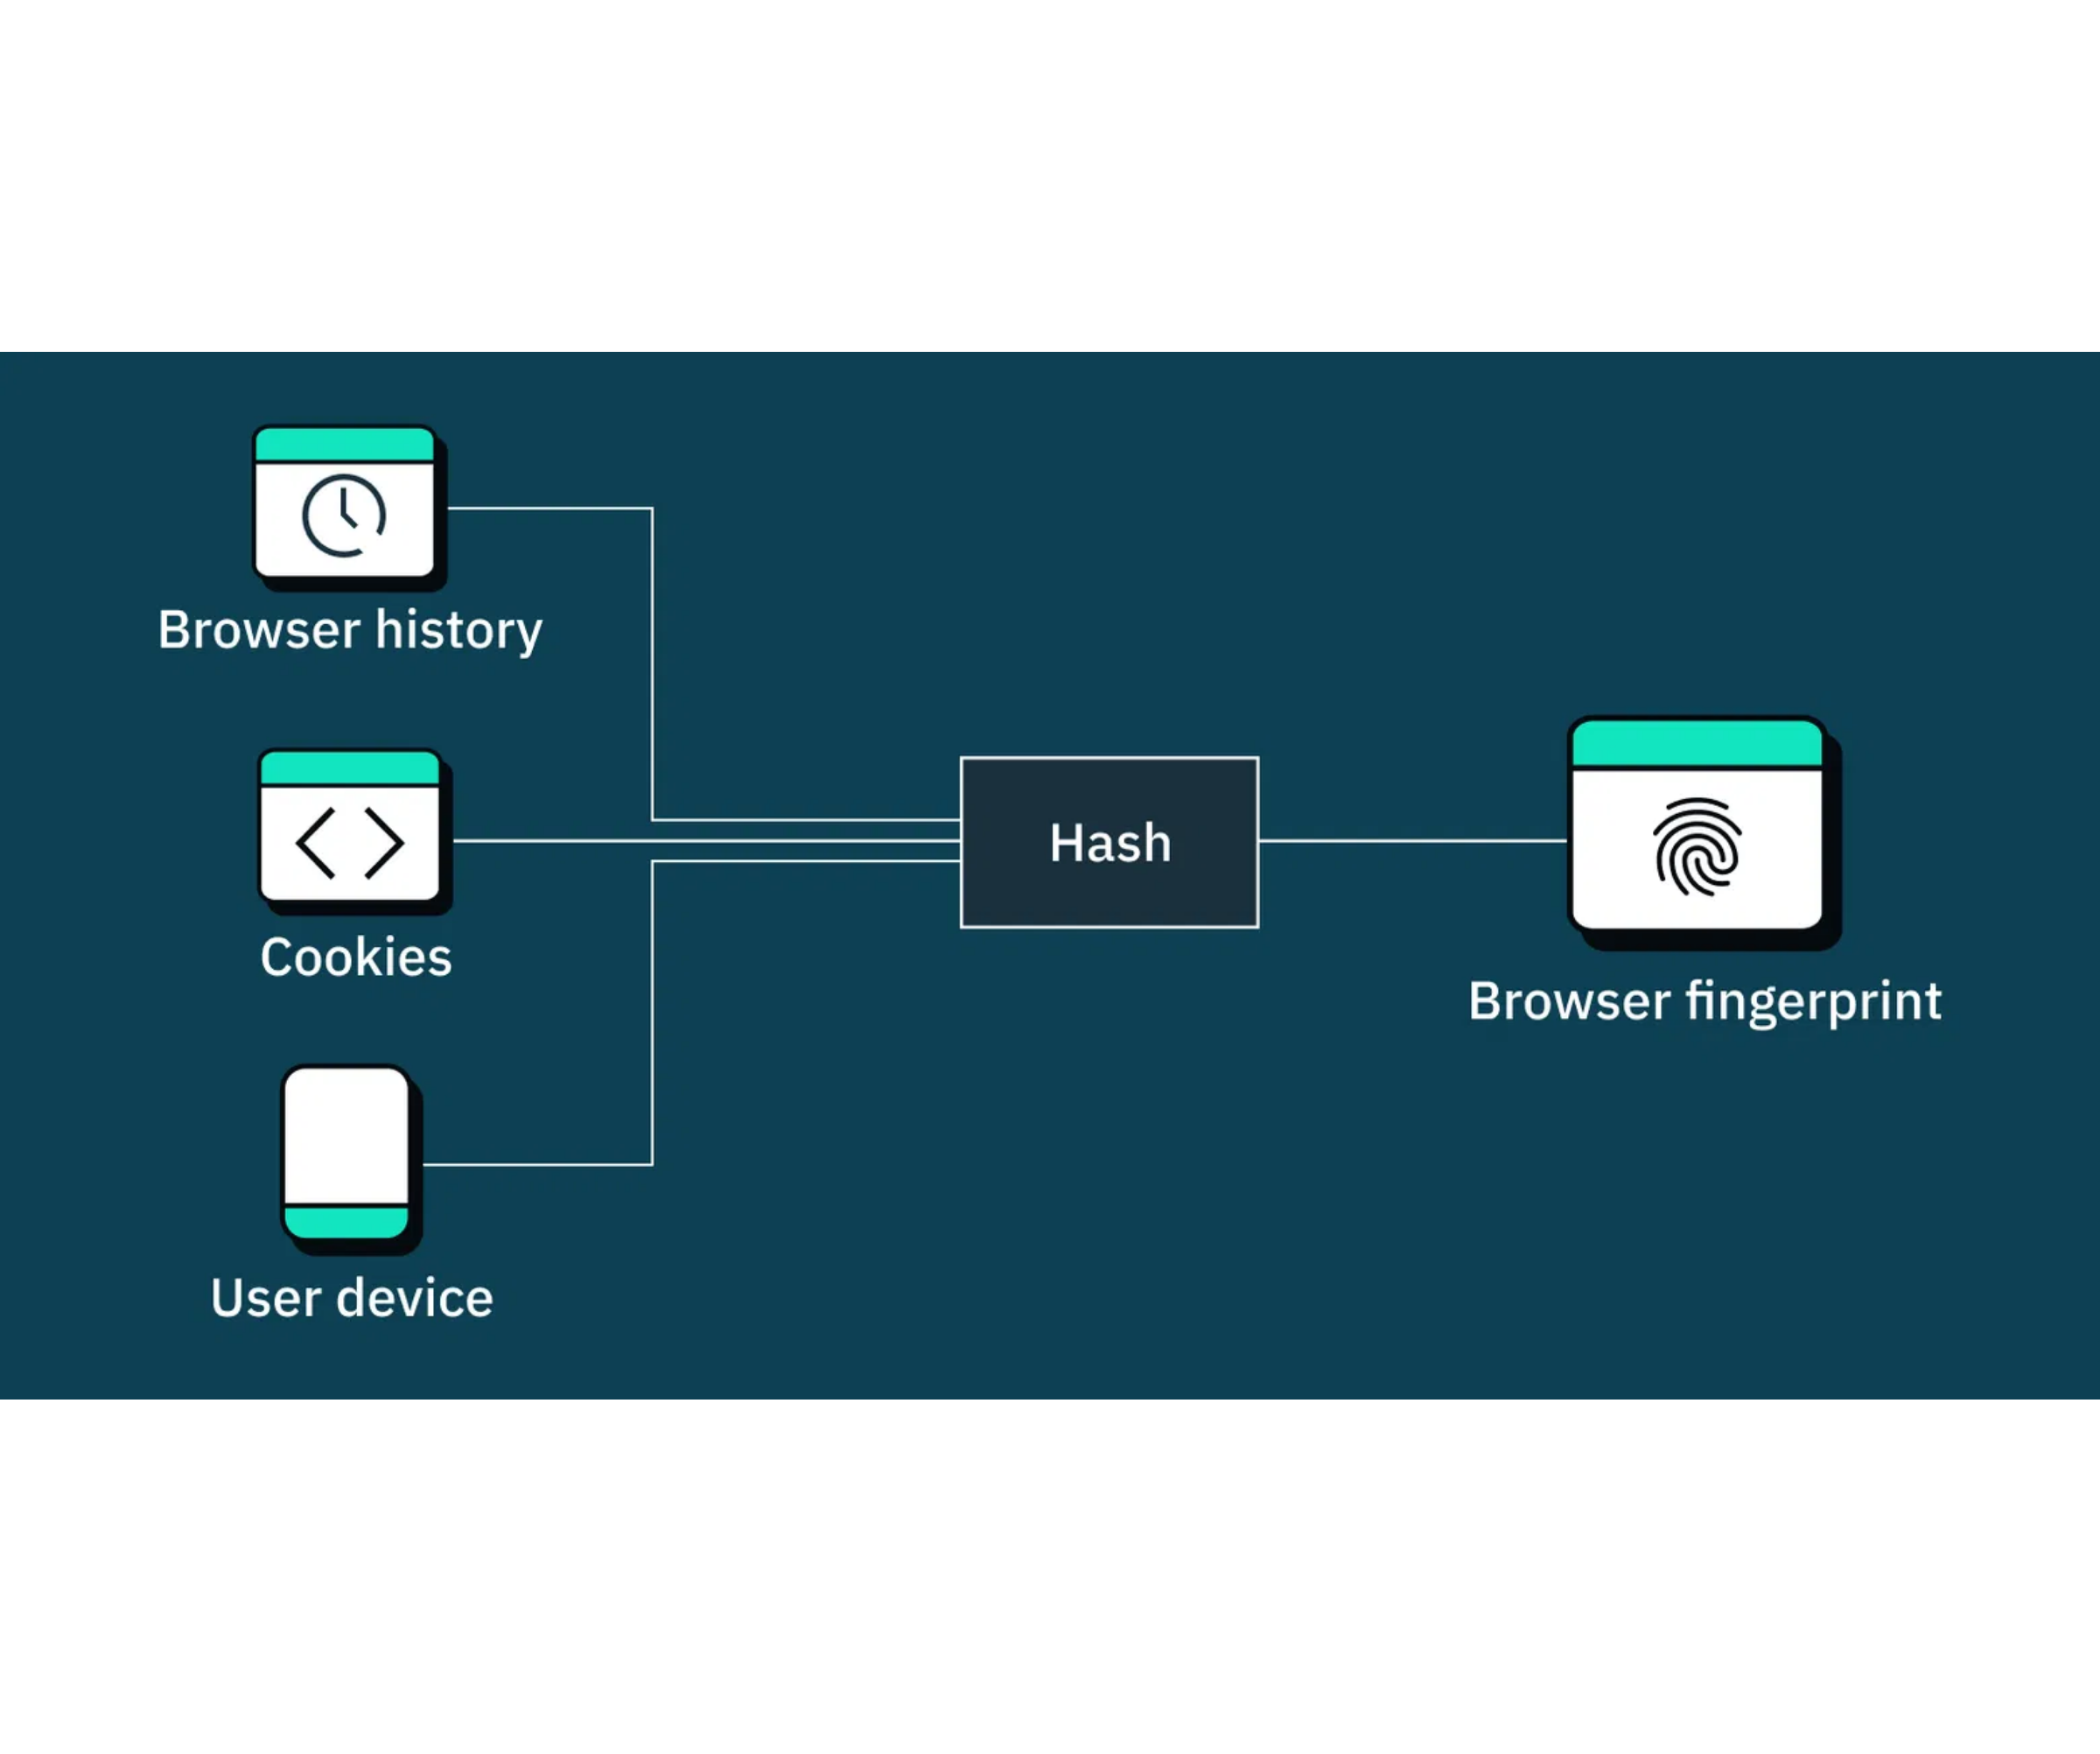 Browser history
Cookies
User device
Hash
Browser fingerprint